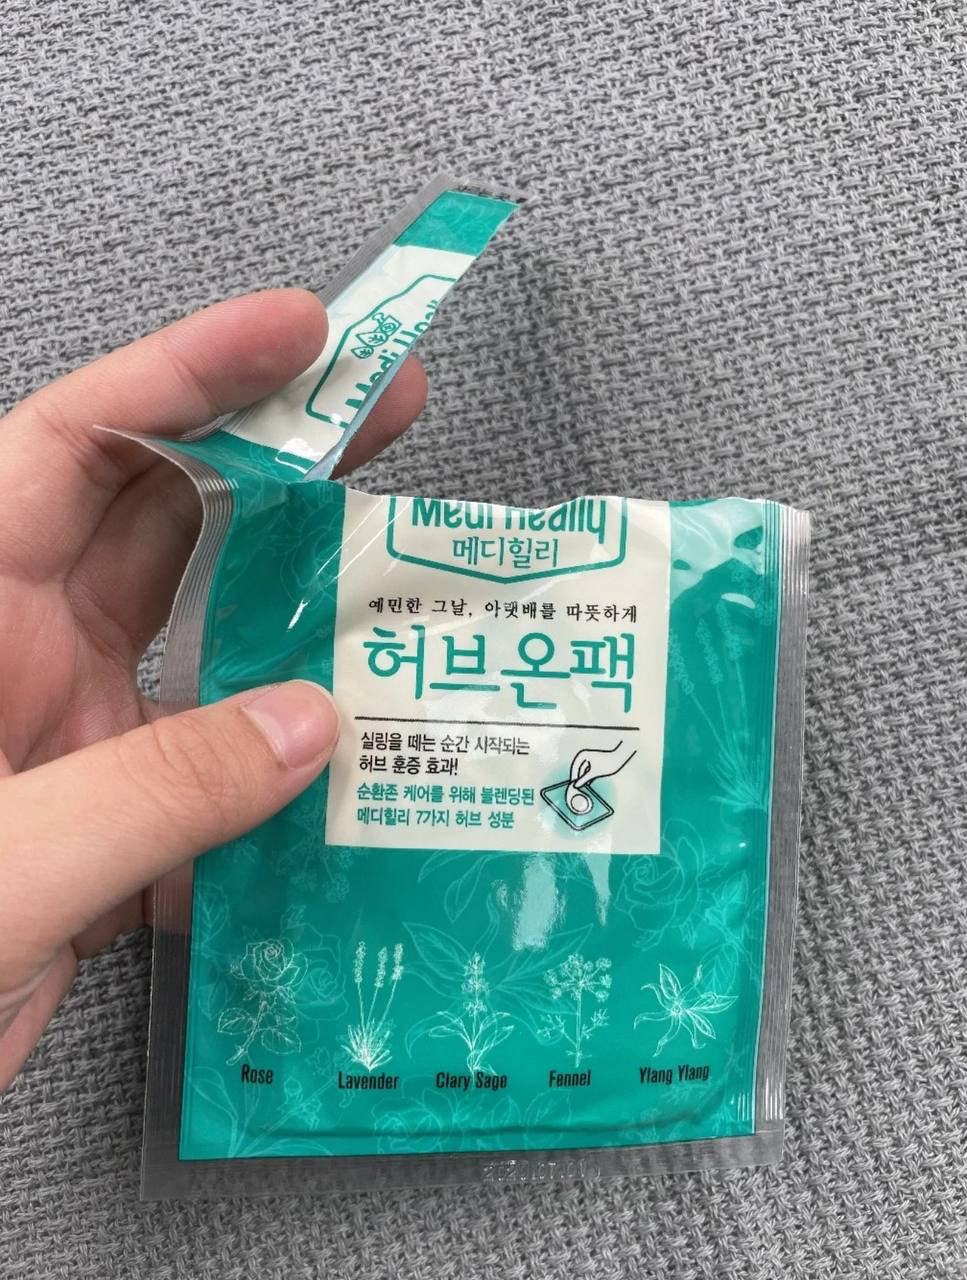 Medi Heally
메디힐리
예민한 그날, 아랫배를 따뜻하게
허브온팩
실링을 떼는 순간 시작되는
허브 훈증 효과!
순환존 케어를 위해 블렌딩된
메디힐리 7가지 허브 성분
Rose Lavender Clary Sage Fennel Ylang Ylang